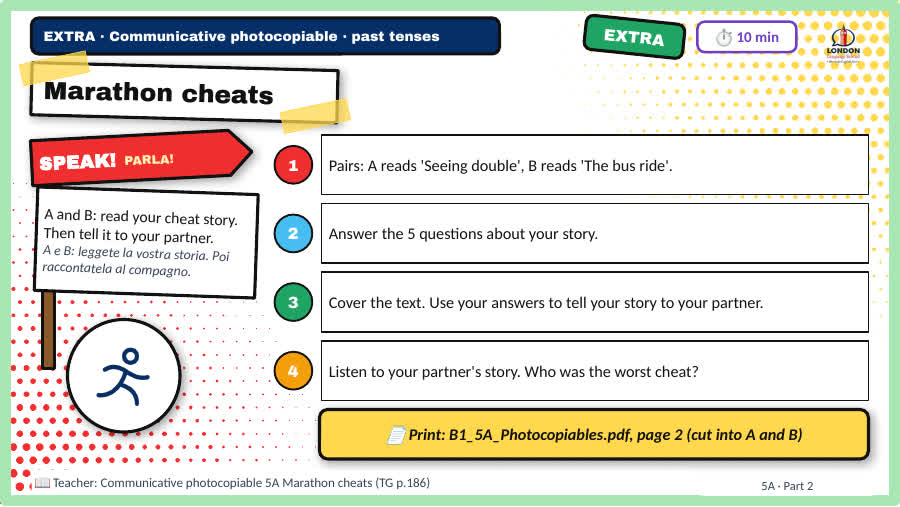 EXTRA · Communicative photocopiable · past tenses
EXTRA
10 min
LONDON
Marathon cheats
SPEAK! PARLA!
A and B: read your cheat story.
Then tell it to your partner.
A e B: leggete la vostra storia. Poi
raccontatela al compagno.
1
Pairs: A reads 'Seeing double', B reads 'The bus ride'.
2
Answer the 5 questions about your story.
3
Cover the text. Use your answers to tell your story to your partner.
4
Listen to your partner's story. Who was the worst cheat?
Print: B1_5A_Photocopiables.pdf, page 2 (cut into A and B)
Teacher: Communicative photocopiable 5A Marathon cheats (TG p.186)
5A · Part 2